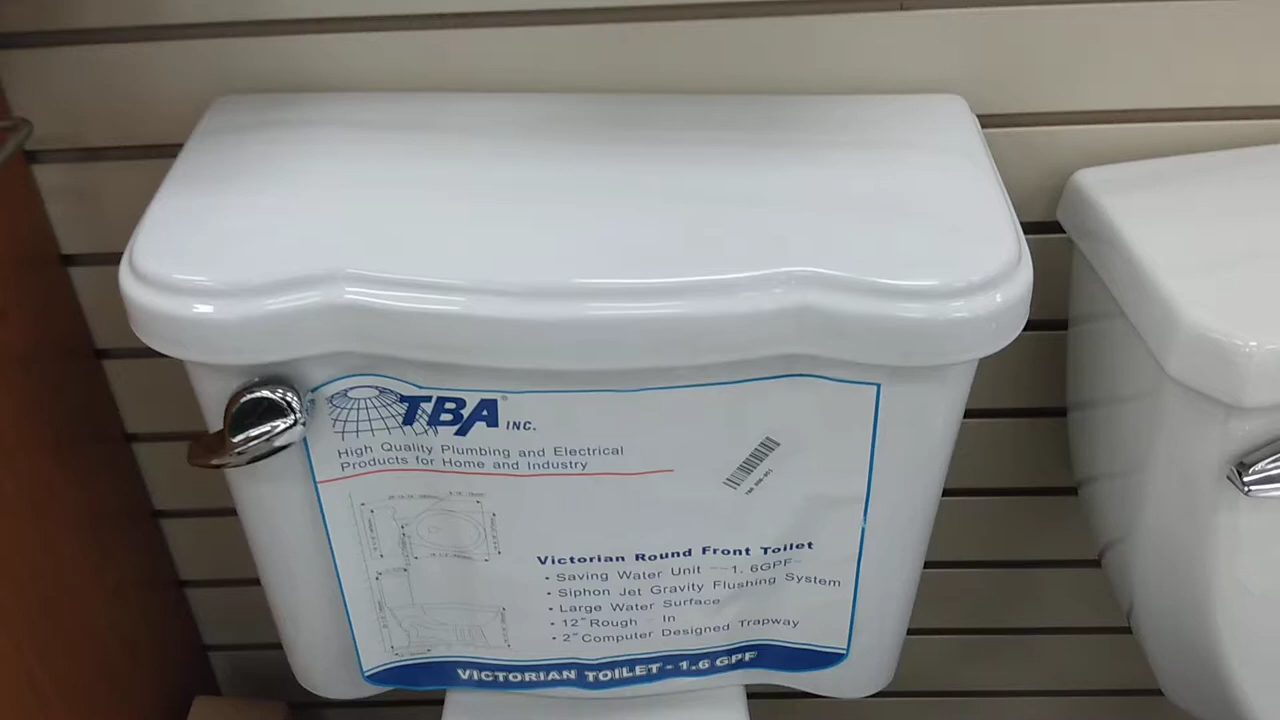 TBA® INC.
High Quality Plumbing and Electrical
Products for Home and Industry
Victorian Round Front Toilet
• Saving Water Unit --1.6GPF-
• Siphon Jet Gravity Flushing System
• Large Water Surface
• 12" Rough - In
• 2" Computer Designed Trapway
VICTORIAN TOILET - 1.6 GPF